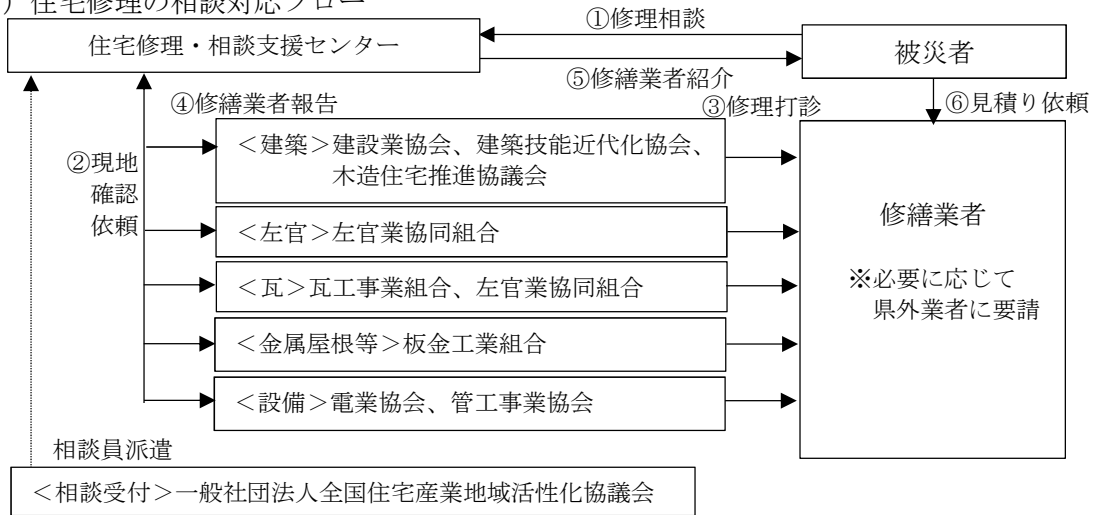 ）住宅修理の相談対応フロー
①修理相談
住宅修理・相談支援センター
被災者
⑤修繕業者紹介
④修繕業者報告
③修理打診
⑥見積り依頼
＜建築＞建設業協会、建築技能近代化協会、
木造住宅推進協議会
②現地
確認
依頼
＜左官＞左官業協同組合
修繕業者
＜瓦＞瓦工事業組合、左官業協同組合
※必要に応じて
県外業者に要請
＜金属屋根等＞板金工業組合
＜設備＞電業協会、管工事業協会
相談員派遣
＜相談受付＞一般社団法人全国住宅産業地域活性化協議会